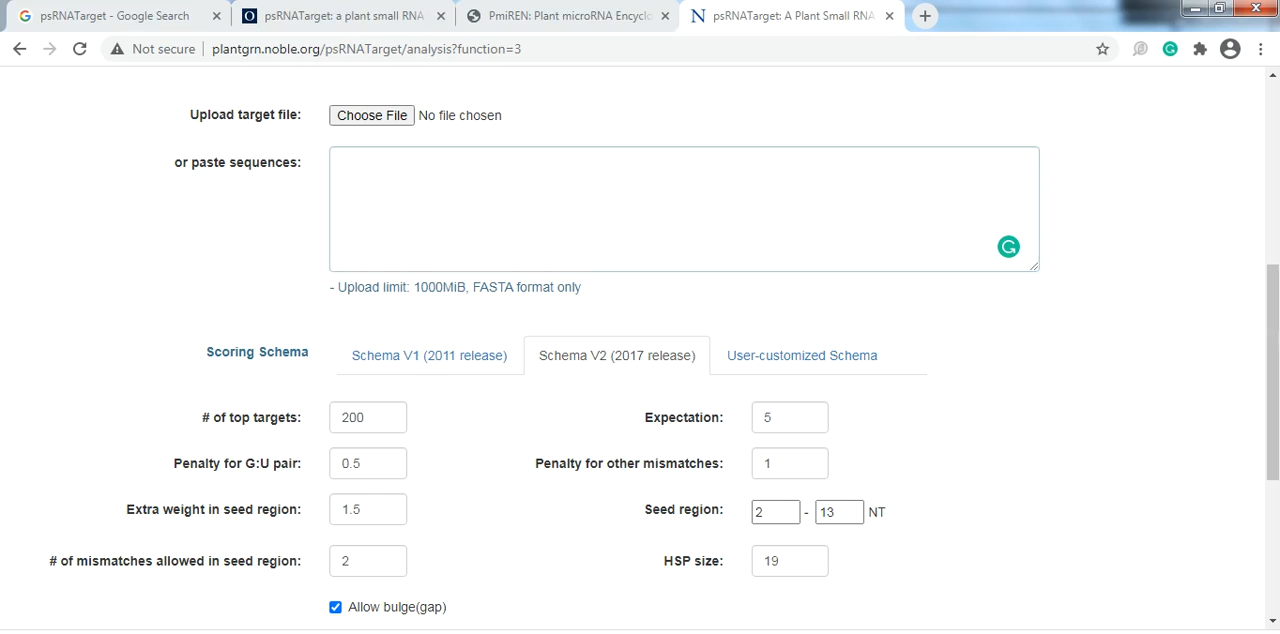 psRNATarget - Google Search
psRNATarget: a plant small RNA
PmiREN: Plant microRNA Encyclo
psRNATarget: A Plant Small RNA
Not secure
plantgrn.noble.org/psRNATarget/analysis?function=3
Upload target file:
Choose File No file chosen
or paste sequences:
- Upload limit: 1000MiB, FASTA format only
Scoring Schema
Schema V1 (2011 release)
Schema V2 (2017 release)
User-customized Schema
# of top targets: 200
Expectation: 5
Penalty for G:U pair: 0.5
Penalty for other mismatches: 1
Extra weight in seed region: 1.5
Seed region: 2 - 13 NT
# of mismatches allowed in seed region: 2
HSP size: 19
Allow bulge(gap)